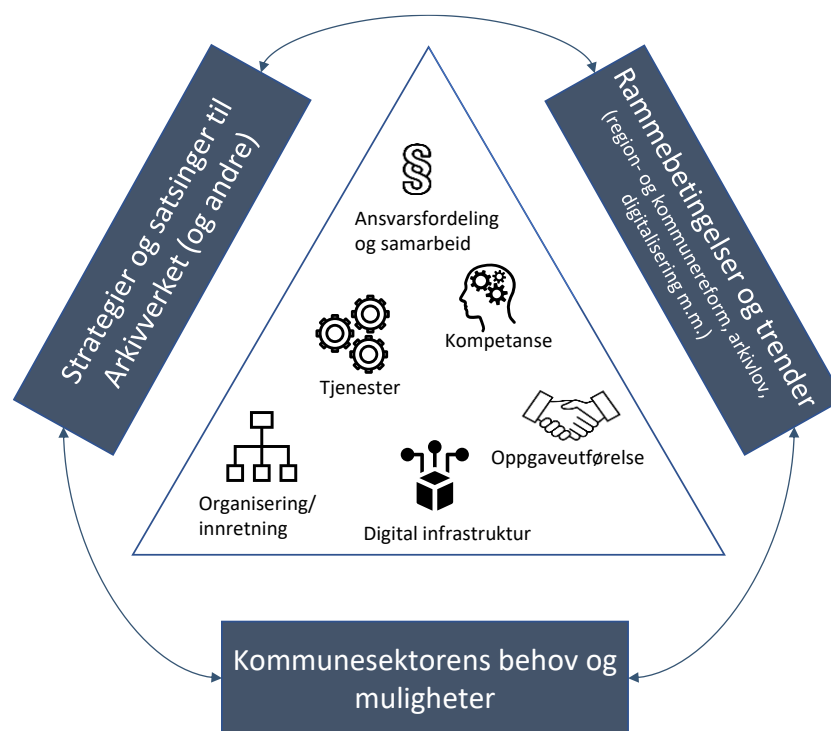 Strategier og satsinger til
Arkivverket (og andre)
Rammebetingelser og trender
(region- og kommunereform, arkivlov,
digitalisering m.m.)
§
Ansvarsfordeling
og samarbeid
Kompetanse
Tjenester
Oppgaveutførelse
Organisering/
innretning
Digital infrastruktur
Kommunesektorens behov og
muligheter